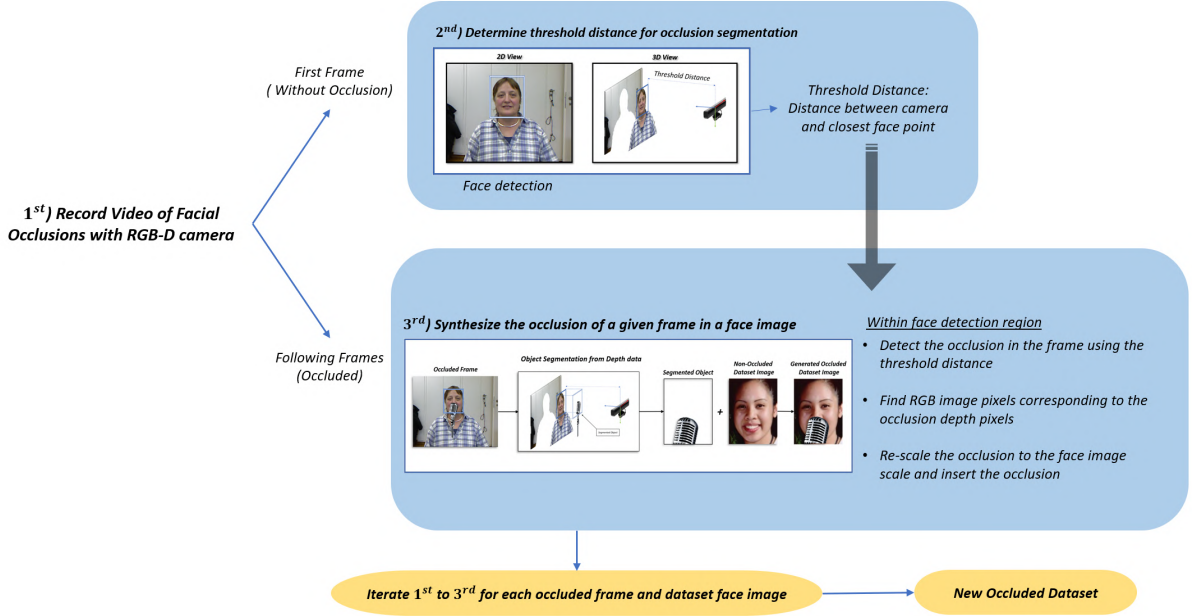 1st) Record Video of Facial
Occlusions with RGB-D camera
First Frame
( Without Occlusion)
2nd) Determine threshold distance for occlusion segmentation
2D View
3D View
Threshold Distance
Face detection
Threshold Distance:
Distance between camera
and closest face point
Following Frames
(Occluded)
3rd) Synthesize the occlusion of a given frame in a face image
Occluded Frame
Object Segmentation from Depth data
Segmented Object
Segmented Object
+
Non-Occluded
Dataset Image
Generated Occluded
Dataset Image
Within face detection region
• Detect the occlusion in the frame using the
threshold distance
• Find RGB image pixels corresponding to the
occlusion depth pixels
• Re-scale the occlusion to the face image
scale and insert the occlusion
Iterate 1st to 3rd for each occluded frame and dataset face image
New Occluded Dataset